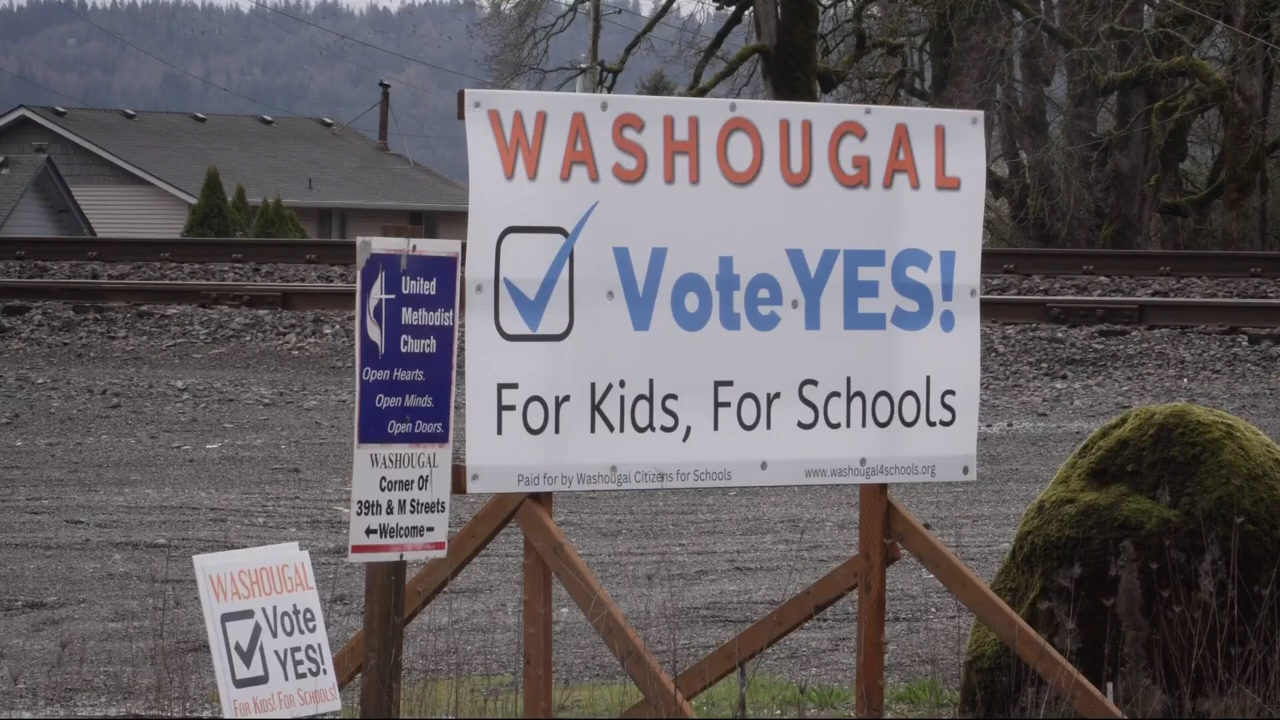 WASHOUGAL
VoteYES!
For Kids, For Schools
Paid for by Washougal Citizens for Schools
www.washougal4schools.org
United
Methodist
Church
Open Hearts.
Open Minds.
Open Doors.
WASHOUGAL
Corner Of
39th & M Streets
←Welcome–
WASHOUGAL
Vote
YES!
For Kids! For Schools!